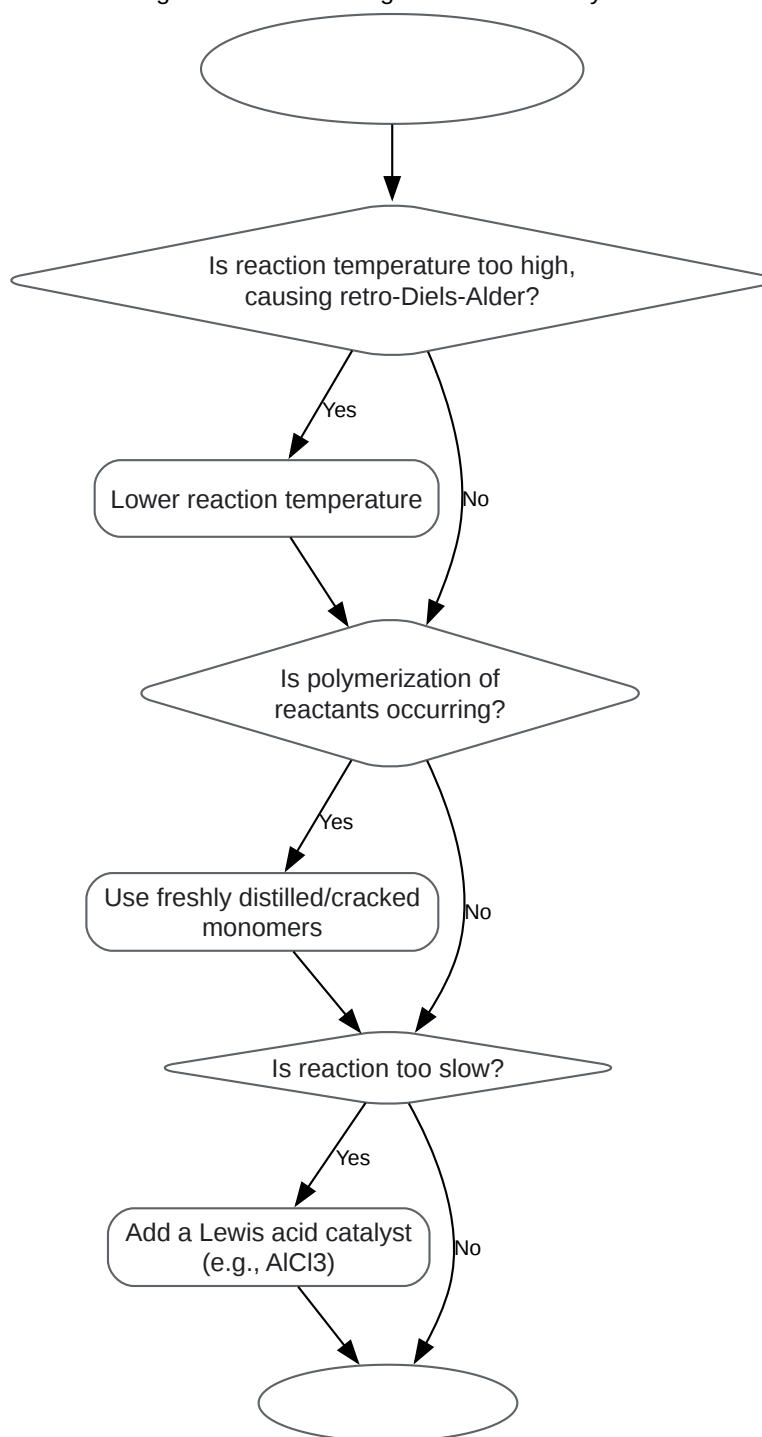 Is reaction temperature too high,
causing retro-Diels-Alder?
Yes
Lower reaction temperature
No
Is polymerization of
reactants occurring?
Yes
Use freshly distilled/cracked
monomers
No
Is reaction too slow?
Yes
Add a Lewis acid catalyst
(e.g., AlCl3)
No